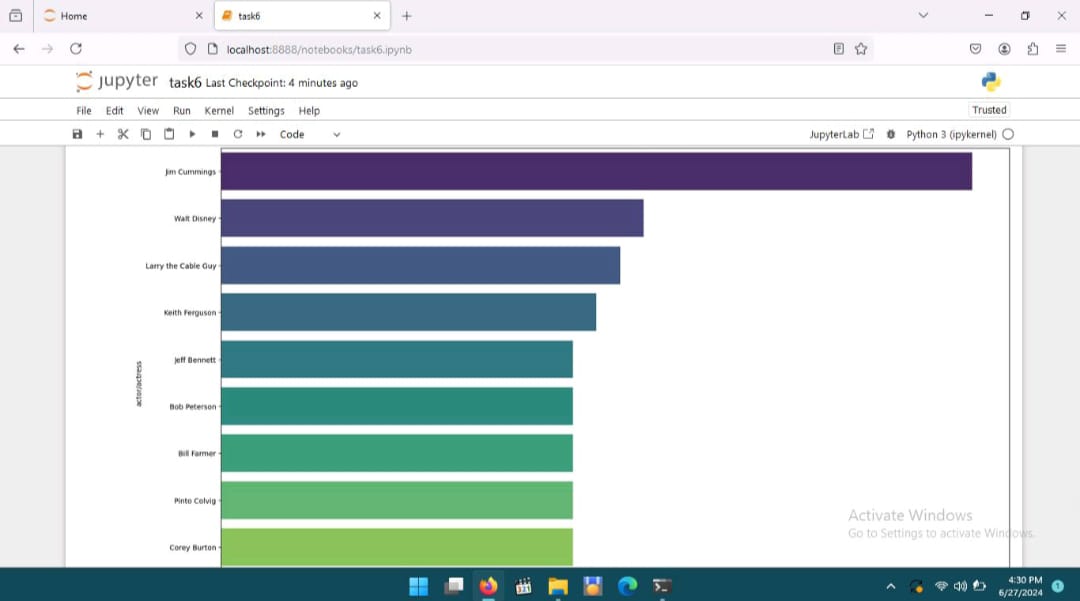 Home
task6
localhost:8888/notebooks/task6.ipynb
jupyter task6 Last Checkpoint: 4 minutes ago
File Edit View Run Kernel Settings Help
Trusted
Code
JupyterLab
Python 3 (ipykernel)
Jim Cummings
Walt Disney
Larry the Cable Guy
Keith Ferguson
Jeff Bennett
actor/actress
Bob Peterson
Bill Farmer
Pinto Colvig
Corey Burton
Activate Windows
Go to Settings to activate Windows.
4:30 PM
6/27/2024
1